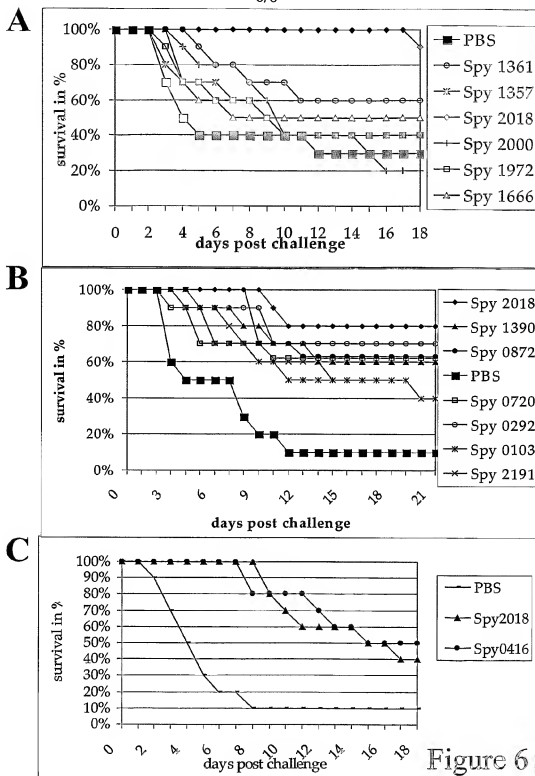 A
100%
80%
60%
40%
20%
0%
survival in %
0 2 4 6 8 10 12 14 16 18
days post challenge
PBS
Spy 1361
Spy 1357
Spy 2018
Spy 2000
Spy 1972
Spy 1666
B
100%
80%
60%
40%
20%
0%
survival in %
0 3 6 9 12 15 18 21
days post challenge
Spy 2018
Spy 1390
Spy 0872
PBS
Spy 0720
Spy 0292
Spy 0103
Spy 2191
C
100%
90%
80%
70%
60%
50%
40%
30%
20%
10%
0%
survival in %
0 2 4 6 8 10 12 14 16 18
days post challenge
PBS
Spy2018
Spy0416
Figure 6